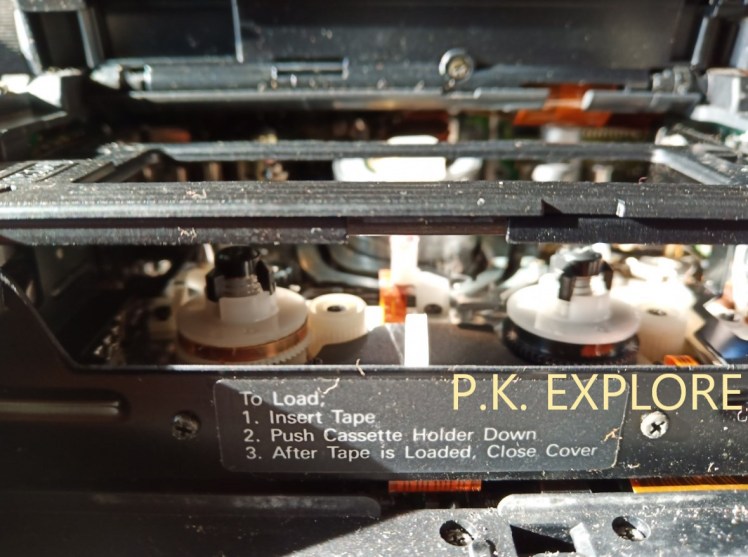 To Load,
1. Insert Tape
2. Push Cassette Holder Down
3. After Tape is Loaded, Close Cover
P.K. EXPLORE